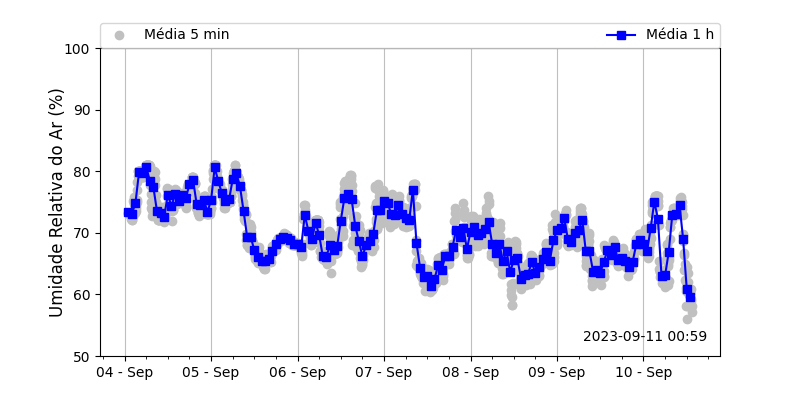 Média 5 min
Média 1 h
Umidade Relativa do Ar (%)
100
90
80
70
60
50
2023-09-11 00:59
04 - Sep
05 - Sep
06 - Sep
07 - Sep
08 - Sep
09 - Sep
10 - Sep